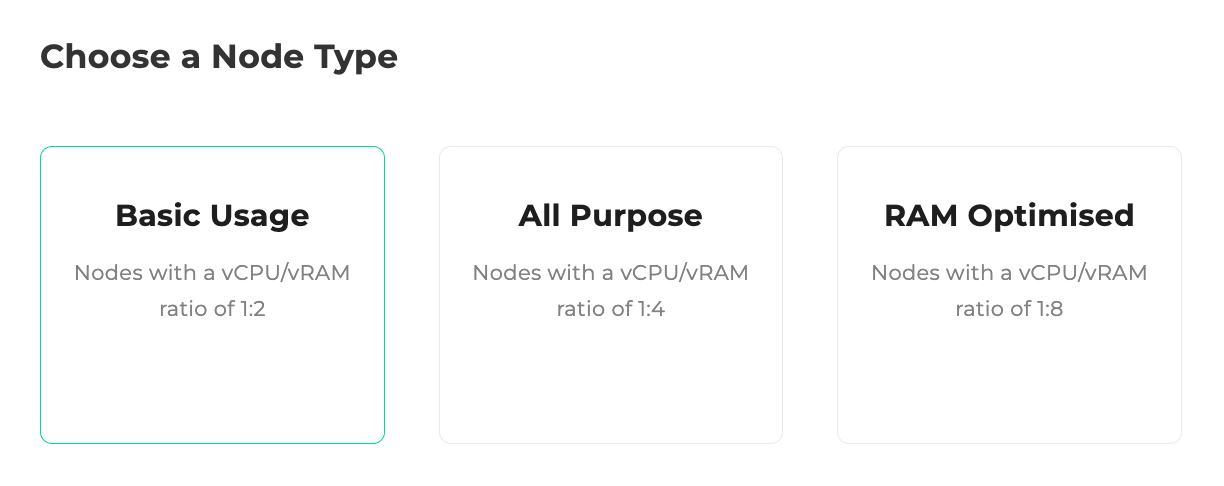 Choose a Node Type
Basic Usage
Nodes with a vCPU/vRAM
ratio of 1:2
All Purpose
Nodes with a vCPU/vRAM
ratio of 1:4
RAM Optimised
Nodes with a vCPU/vRAM
ratio of 1:8